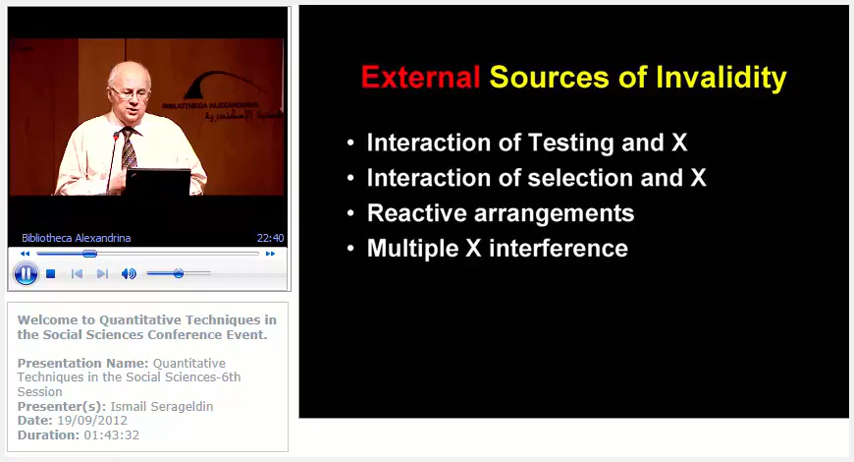 BIBLIOTHECA ALEXANDRINA
Bibliotheca Alexandrina 22:40
Welcome to Quantitative Techniques in
the Social Sciences Conference Event.
Presentation Name: Quantitative
Techniques in the Social Sciences-6th
Session
Presenter(s): Ismail Serageldin
Date: 19/09/2012
Duration: 01:43:32
External Sources of Invalidity
• Interaction of Testing and X
• Interaction of selection and X
• Reactive arrangements
• Multiple X interference